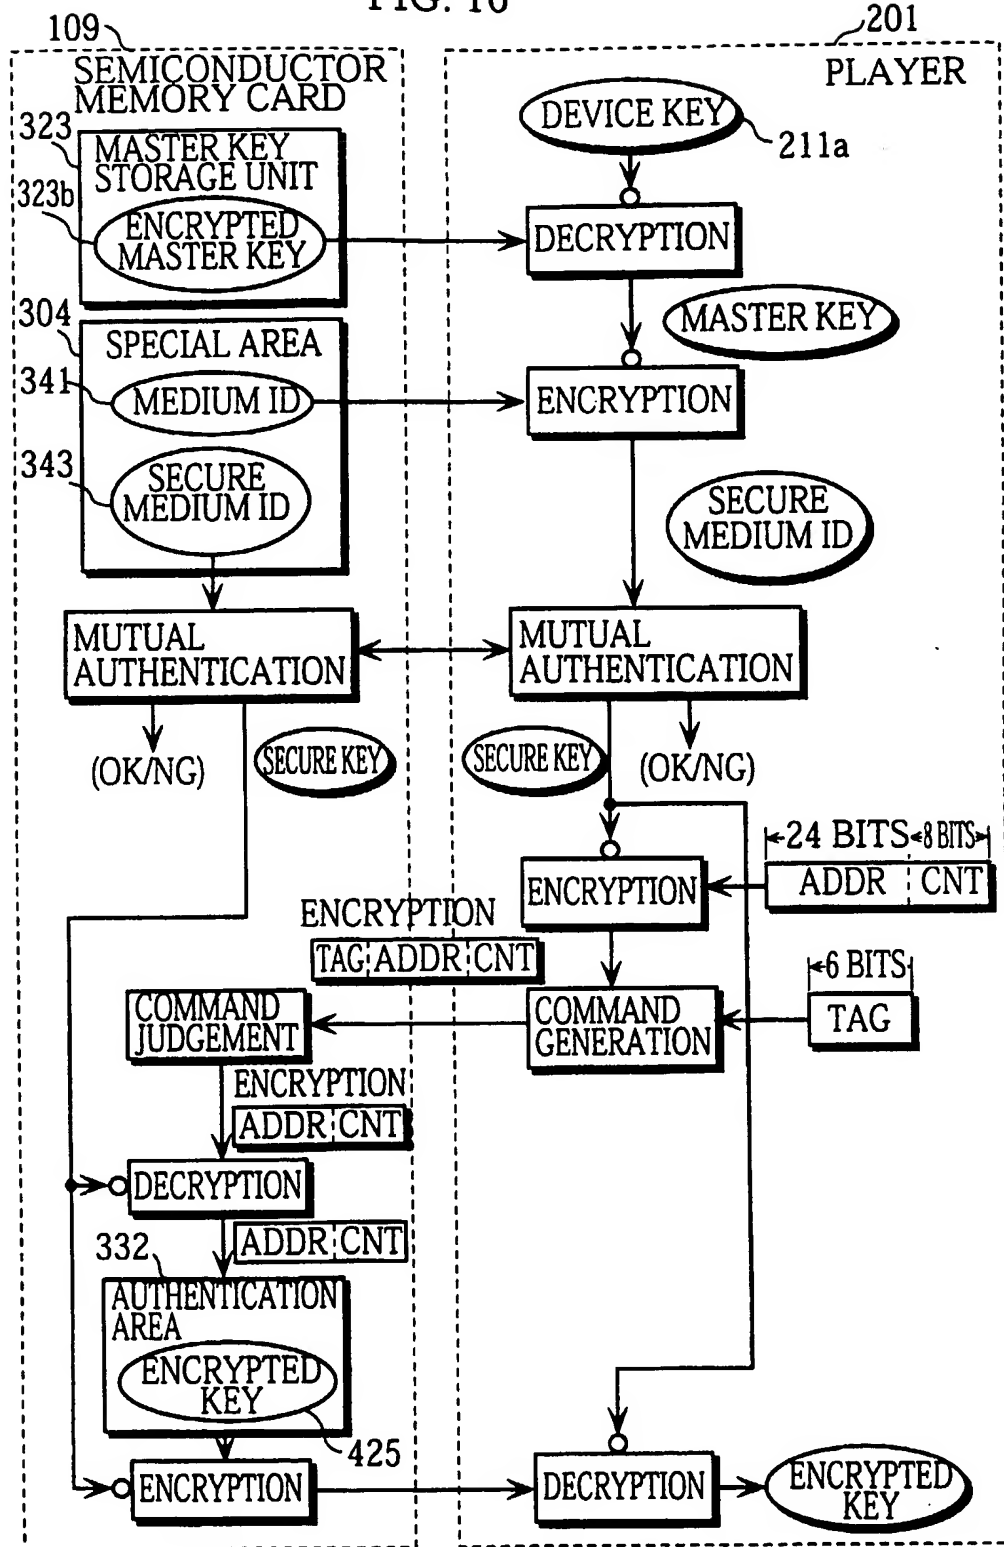 FIG.
109
201
SEMICONDUCTOR
MEMORY CARD
PLAYER
323
MASTER KEY
STORAGE UNIT
323b
ENCRYPTED
MASTER KEY
DEVICE KEY
211a
DECRYPTION
MASTER KEY
304
SPECIAL AREA
341
MEDIUM ID
ENCRYPTION
343
SECURE
MEDIUM ID
SECURE
MEDIUM ID
MUTUAL
AUTHENTICATION
MUTUAL
AUTHENTICATION
(OK/NG)
SECURE KEY
SECURE KEY
(OK/NG)
24 BITS
8 BITS
ENCRYPTION
ADDR CNT
ENCRYPTION
TAG ADDR CNT
6 BITS
COMMAND
JUDGEMENT
COMMAND
GENERATION
TAG
ENCRYPTION
ADDR CNT
DECRYPTION
ADDR CNT
332
AUTHENTICATION
AREA
ENCRYPTED
KEY
425
ENCRYPTION
DECRYPTION
ENCRYPTED
KEY